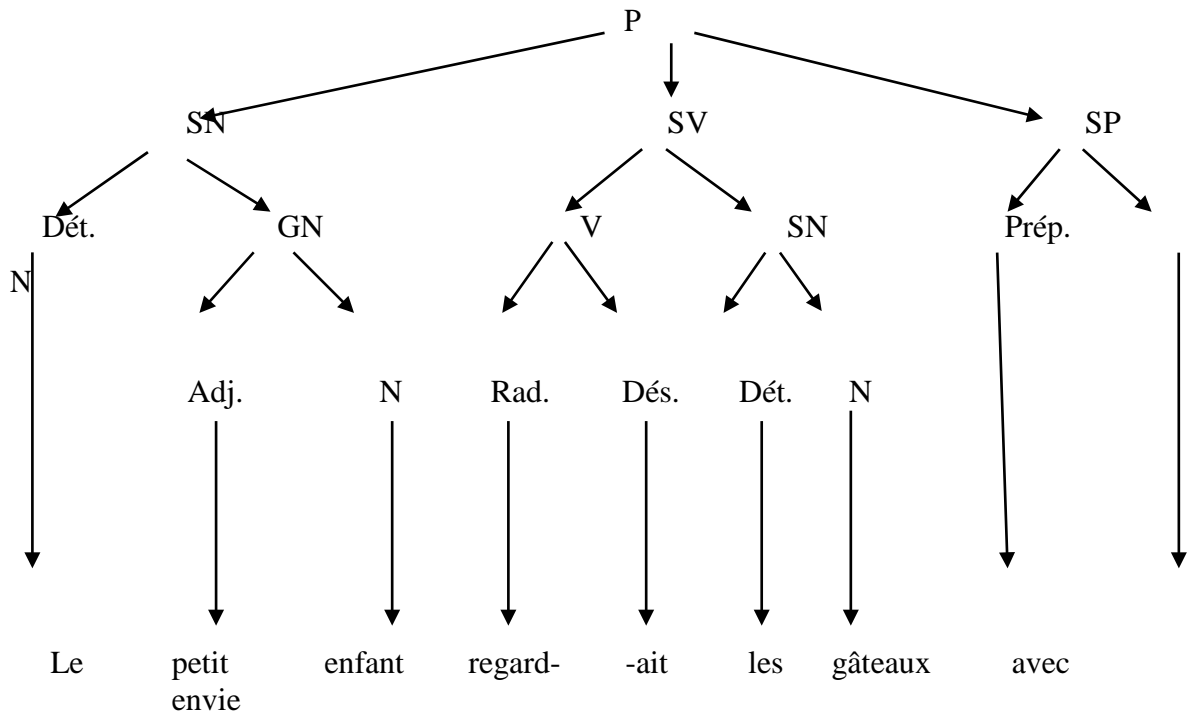 P
SN SV SP
Dét. GN V SN Prép.
N
Adj. N Rad. Dés. Dét. N
Le petit enfant regard- -ait les gâteaux avec
envie